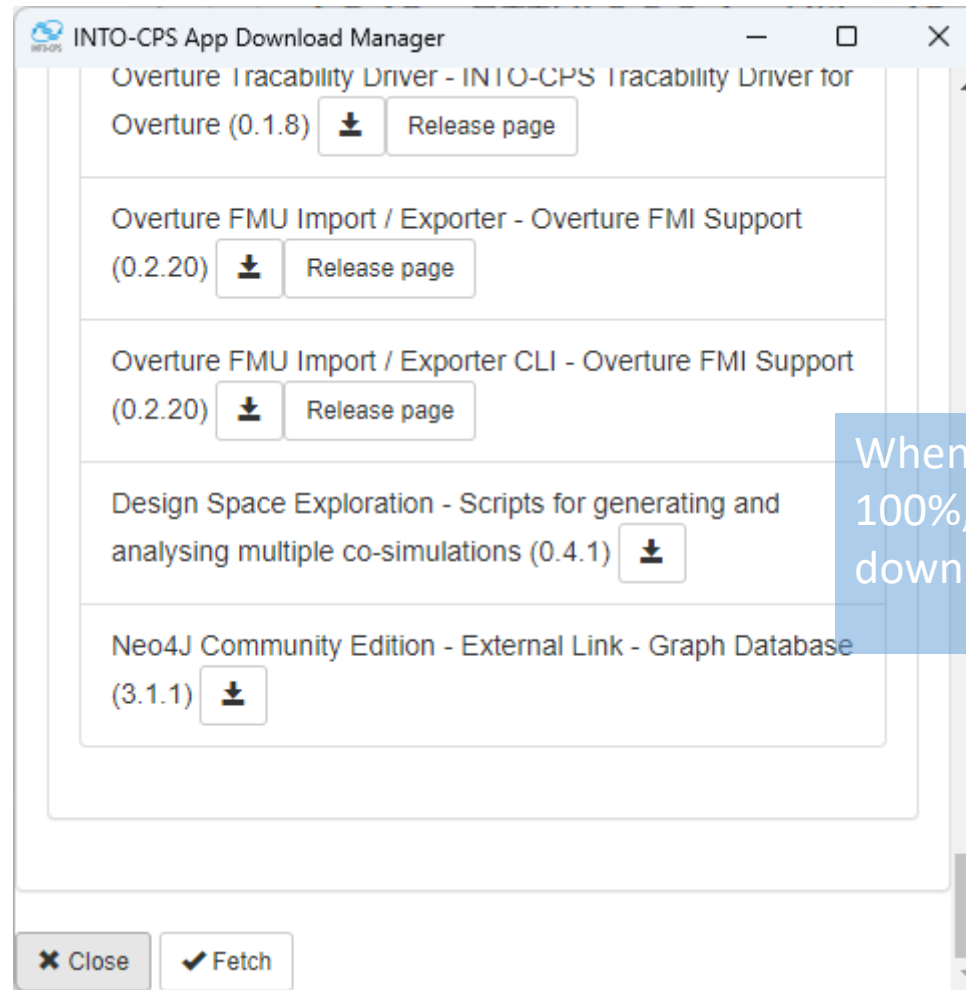 INTO-CPS App Download Manager
Overture Tracability Driver - INTO-CPS Tracability Driver for
Overture (0.1.8) Release page
Overture FMU Import / Exporter - Overture FMI Support
(0.2.20) Release page
Overture FMU Import / Exporter CLI - Overture FMI Support
(0.2.20) Release page
When
100%,
down
Design Space Exploration - Scripts for generating and
analysing multiple co-simulations (0.4.1)
Neo4J Community Edition - External Link - Graph Database
(3.1.1)
Close Fetch